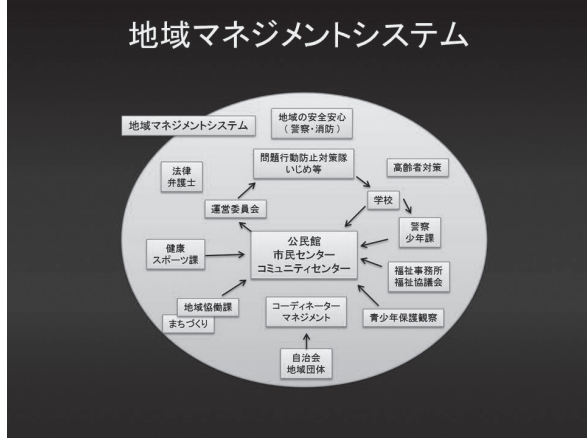 地域マネジメントシステム
地域の安全安心
（警察・消防）
地域マネジメントシステム
問題行動防止対策隊
いじめ等
高齢者対策
法律
弁護士
学校
運営委員会
警察
少年課
公民館
市民センター
コミュニティセンター
健康
スポーツ課
福祉事務所
福祉協議会
地域協働課
まちづくり
コーディネーター
マネジメント
青少年保護観察
自治会
地域団体